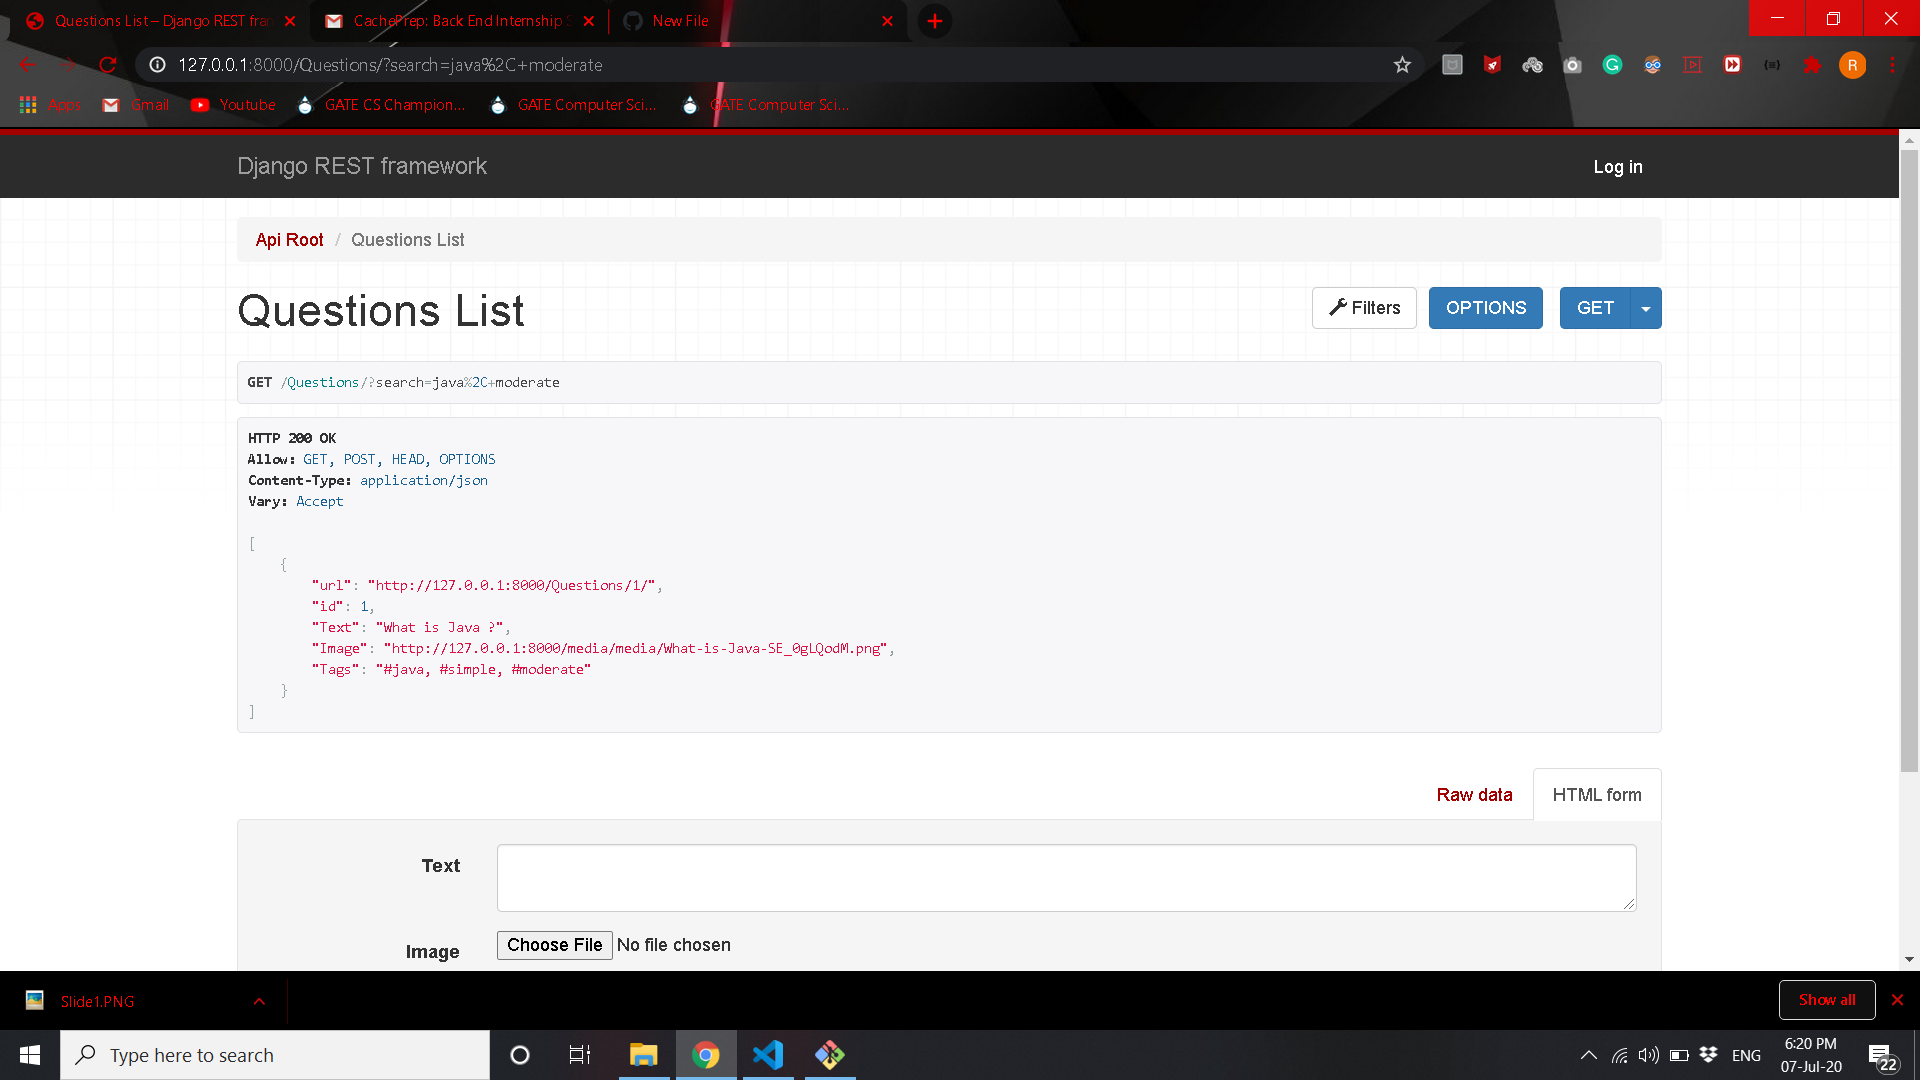 Questions List – Django REST fran
CachePrep: Back End Internship S
New File
127.0.0.1:8000/Questions/?search=java%2C+moderate
R
Apps
Gmail
Youtube
GATE CS Champion...
GATE Computer Sci...
GATE Computer Sci...
Django REST framework
Log in
Api Root / Questions List
Questions List
Filters
OPTIONS
GET
GET /Questions/?search=java%2C+moderate
HTTP 200 OK
Allow: GET, POST, HEAD, OPTIONS
Content-Type: application/json
Vary: Accept
[
{
"url": "http://127.0.0.1:8000/Questions/1/",
"id": 1,
"Text": "What is Java ?",
"Image": "http://127.0.0.1:8000/media/media/What-is-Java-SE_0gLQodM.png",
"Tags": "#java, #simple, #moderate"
}
]
Raw data
HTML form
Text
Image
Choose File No file chosen
Slide1.PNG
Show all
Type here to search
ENG
6:20 PM
07-Jul-20
22